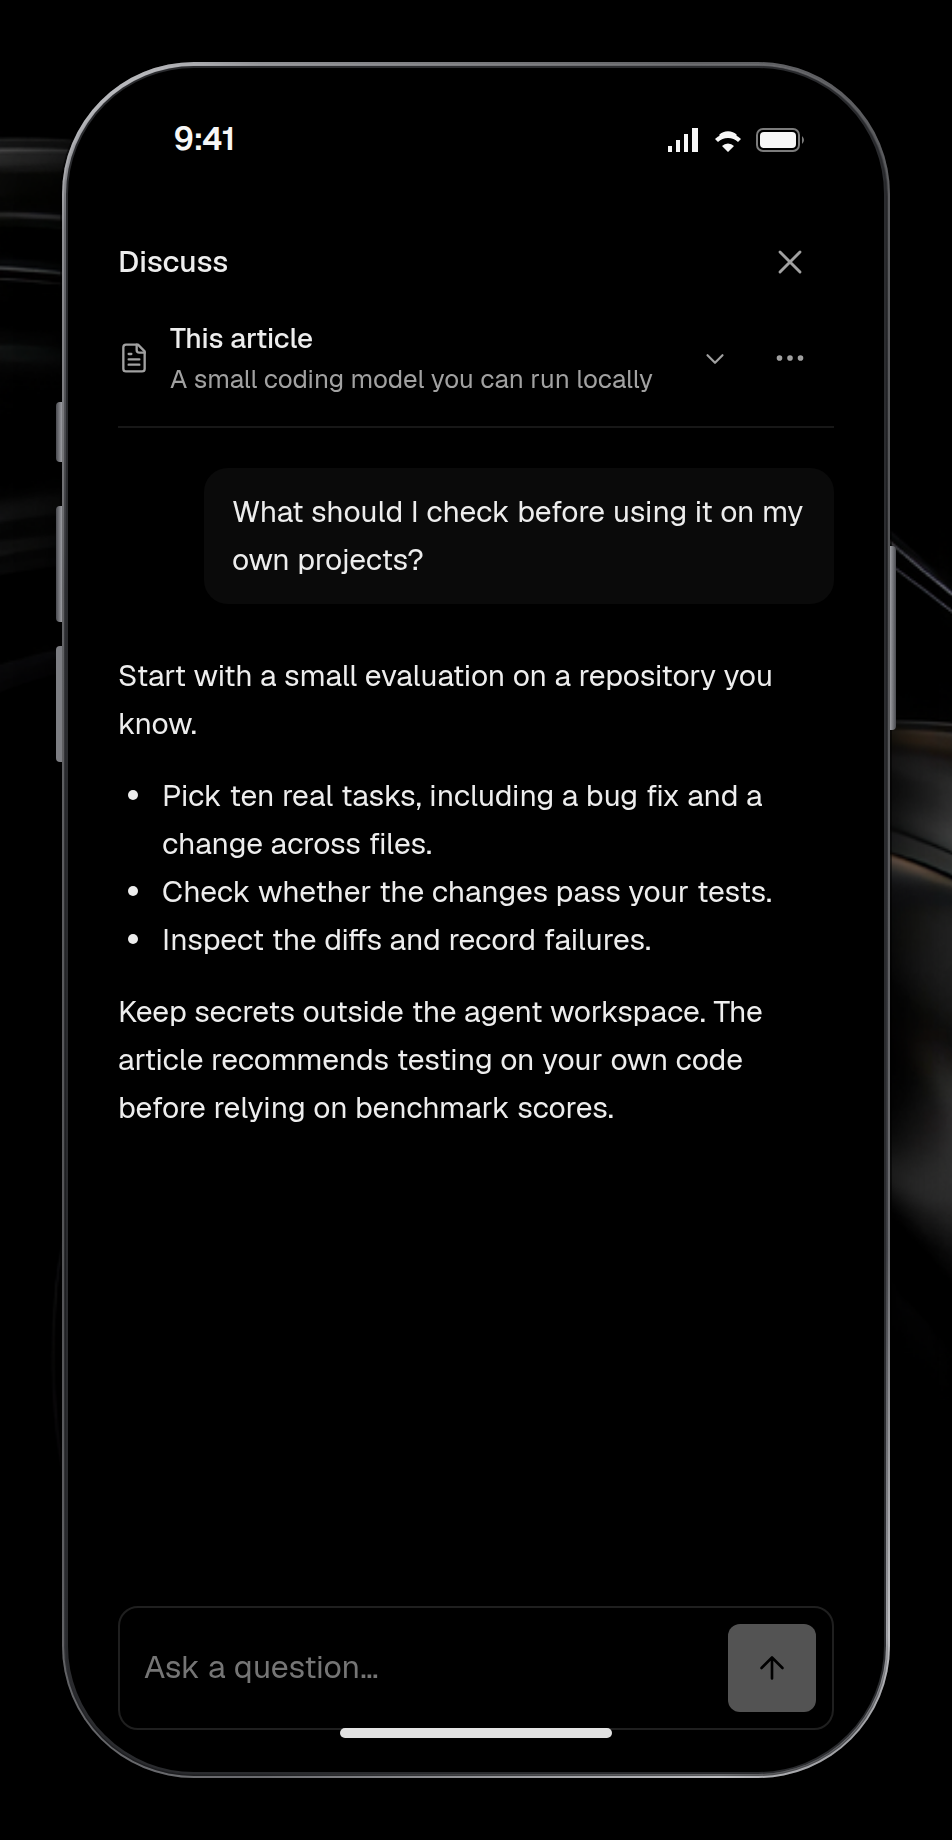 9:41
Discuss
This article
A small coding model you can run locally
What should I check before using it on my
own projects?
Start with a small evaluation on a repository you
know.
• Pick ten real tasks, including a bug fix and a
change across files.
• Check whether the changes pass your tests.
• Inspect the diffs and record failures.
Keep secrets outside the agent workspace. The
article recommends testing on your own code
before relying on benchmark scores.
Ask a question...